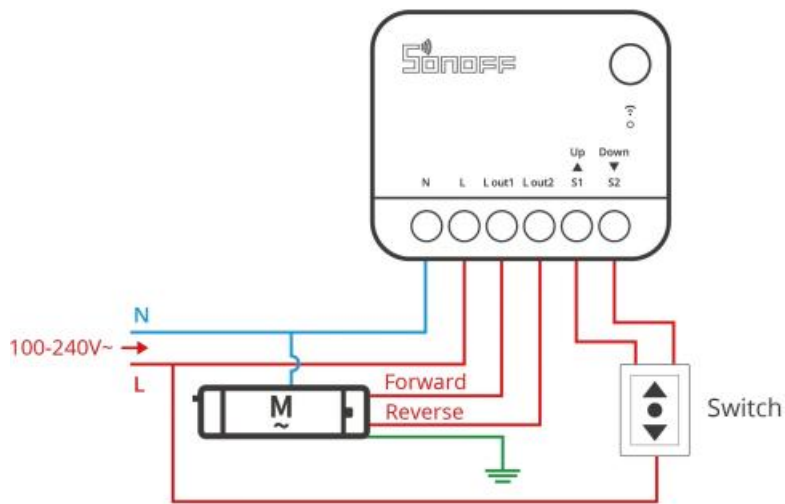 SONOFF
Up Down
N L L out1 L out2 S1 S2
N
100-240V~
L
Forward
M
~
Reverse
Switch